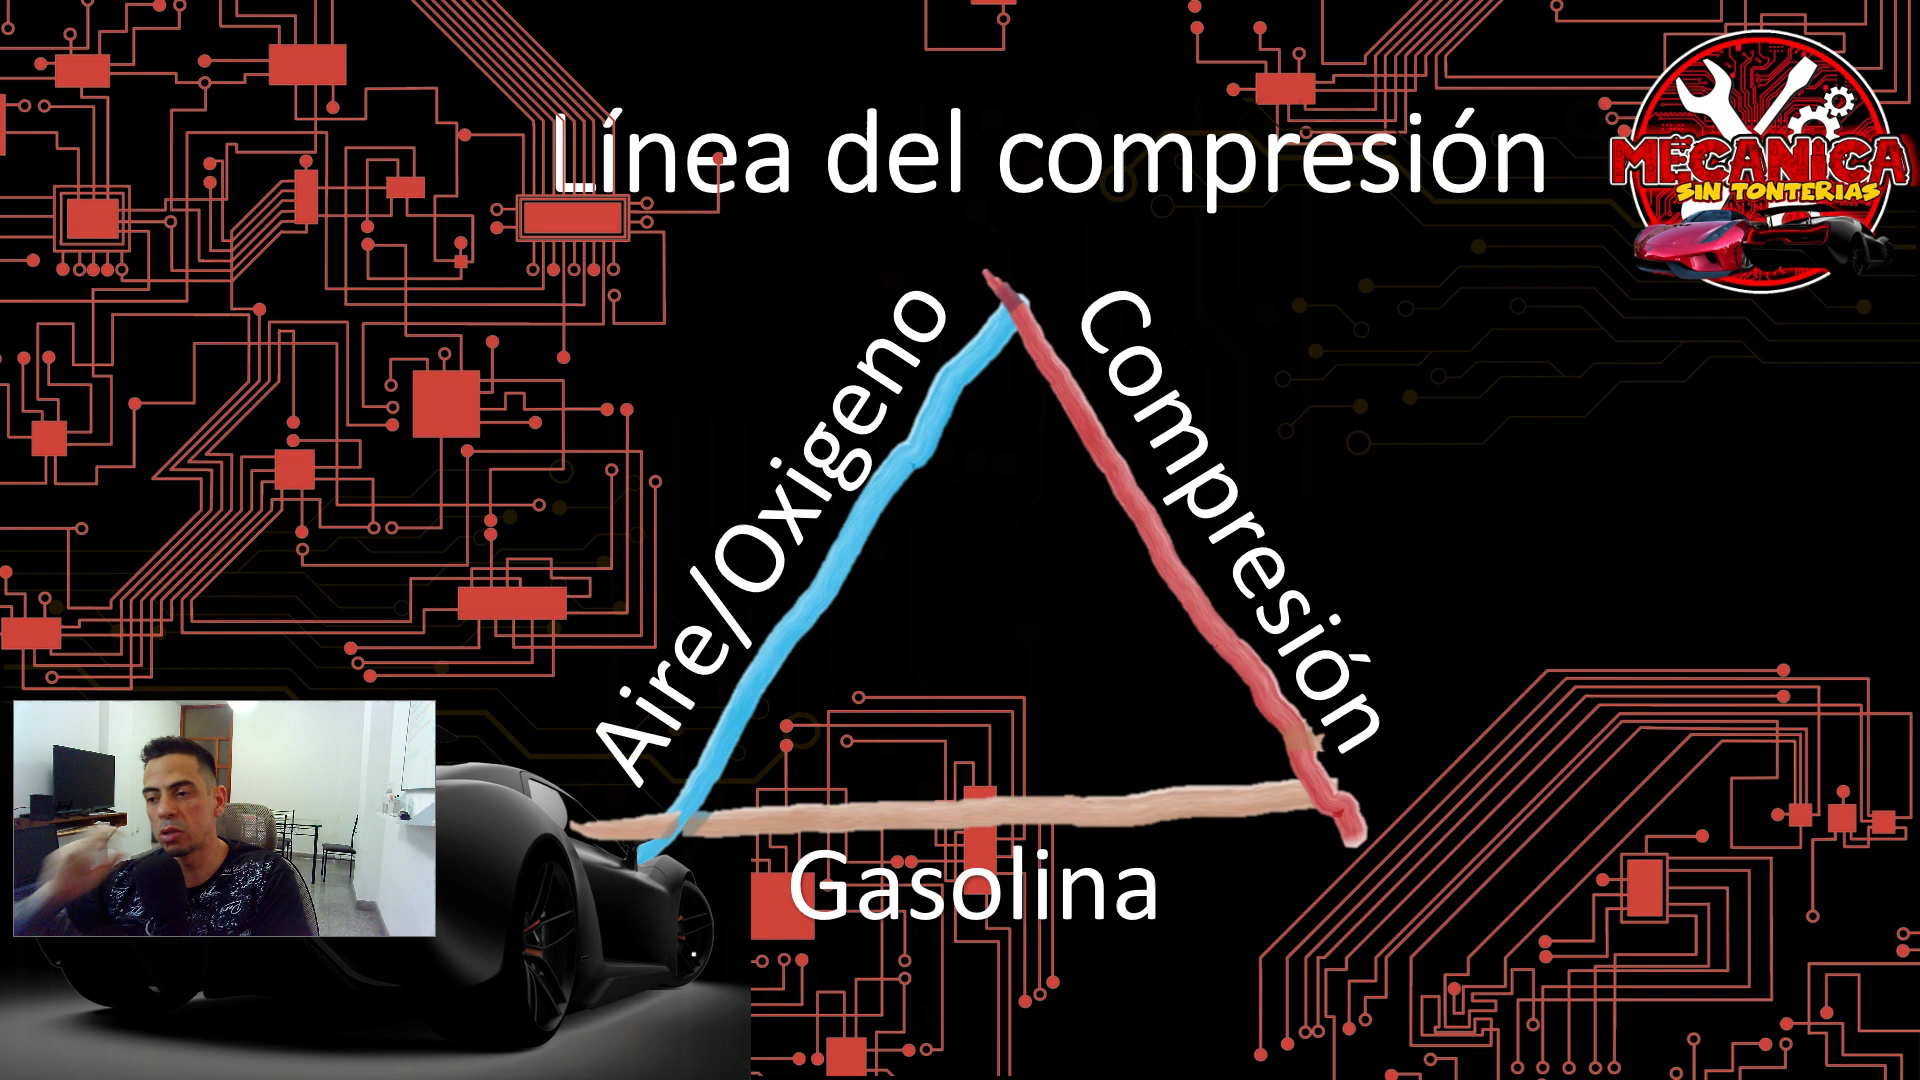 Línea del compresión
MECANICA
SIN TONTERIAS
Aire/Oxigeno
Compresión
Gasolina